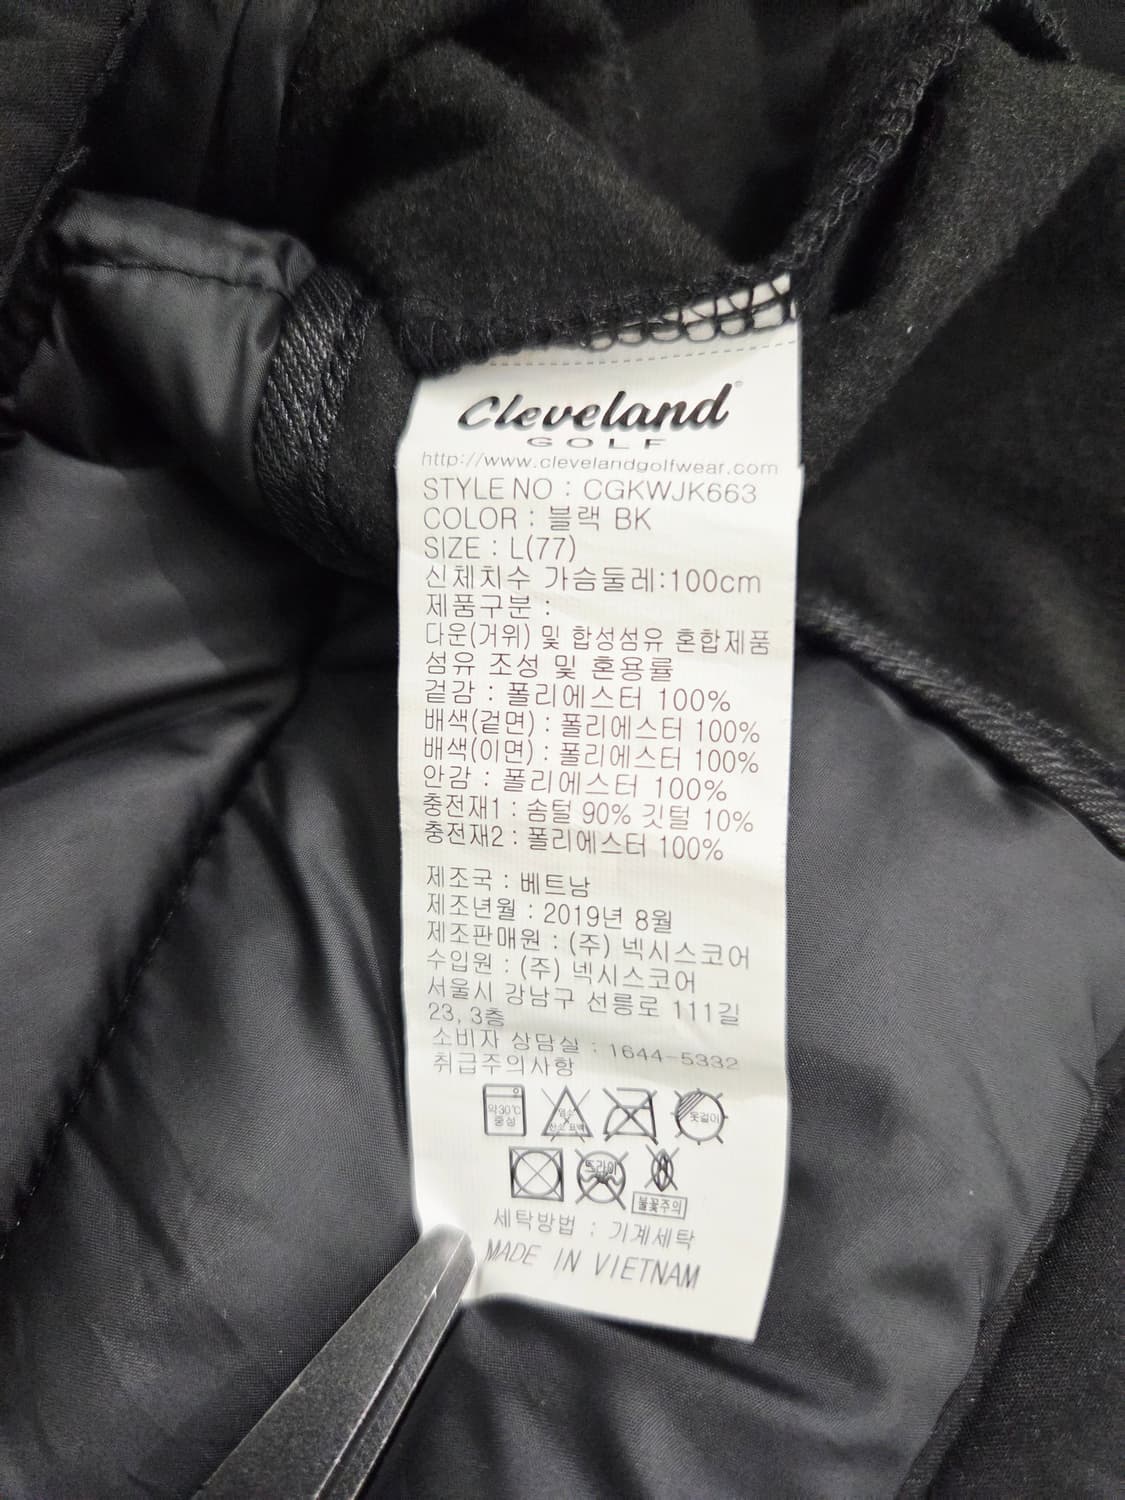 Cleveland®
GOLF
http://www.clevelandgolfwear.com
STYLE NO : CGKWJK663
COLOR : 블랙 BK
SIZE : L(77)
신체치수 가슴둘레:100cm
제품구분 :
다운(거위) 및 합성섬유 혼합제품
섬유 조성 및 혼용률
겉감 : 폴리에스터 100%
배색(겉면) : 폴리에스터 100%
배색(이면) : 폴리에스터 100%
안감 : 폴리에스터 100%
충전재1 : 솜털 90% 깃털 10%
충전재2 : 폴리에스터 100%
제조국 : 베트남
제조년월 : 2019년 8월
제조판매원 : (주) 넥시스코어
수입원 : (주) 넥시스코어
서울시 강남구 선릉로 111길
23, 3층
소비자 상담실 : 1644-5332
취급주의사항
약30℃
중성
염소
산소 표백
옷걸이
드라이
불꽃주의
세탁방법 : 기계세탁
MADE IN VIETNAM